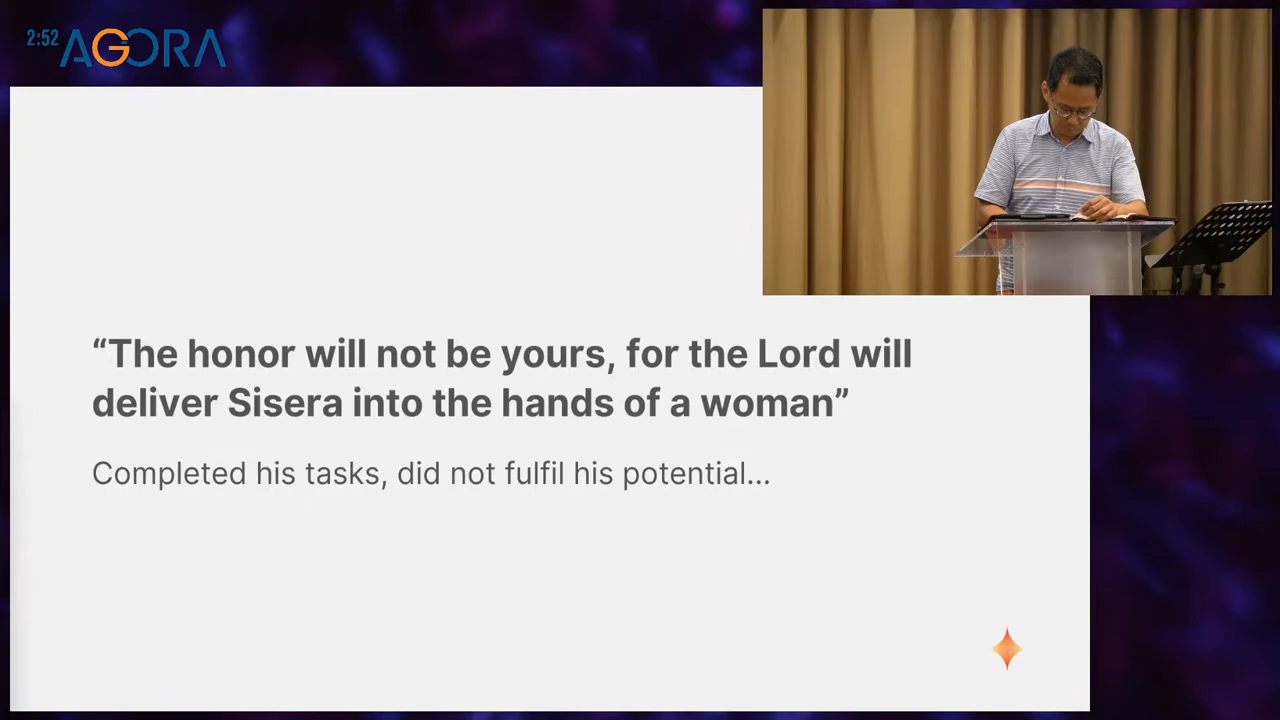 2:52 AGORA
“The honor will not be yours, for the Lord will
deliver Sisera into the hands of a woman”
Completed his tasks, did not fulfil his potential...